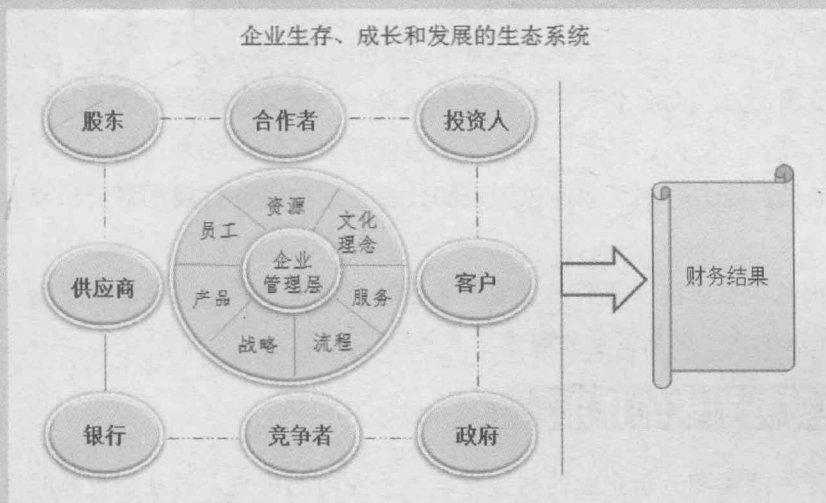 企业生存、成长和发展的生态系统
股东
合作者
投资人
资源
员工
文化
理念
企业
管理层
供应商
客户
财务结果
产品
服务
战略
流程
银行
竞争者
政府